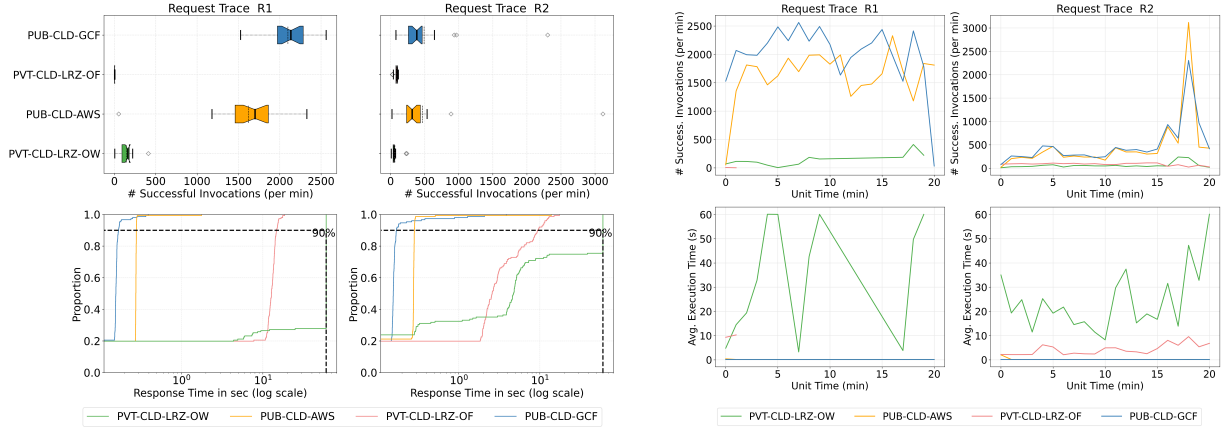 Request Trace  R1
PUB-CLD-GCF
PVT-CLD-LRZ-OF
PUB-CLD-AWS
PVT-CLD-LRZ-OW
0 500 1000 1500 2000 2500
# Successful Invocations (per min)
Request Trace  R2
0 500 1000 1500 2000 2500 3000
# Successful Invocations (per min)
1.0
0.8
0.6
0.4
0.2
0.0
Proportion
90%
10⁰ 10¹
Response Time in sec (log scale)
1.0
0.8
0.6
0.4
0.2
0.0
Proportion
90%
10⁰ 10¹
Response Time in sec (log scale)
PVT-CLD-LRZ-OW PUB-CLD-AWS PVT-CLD-LRZ-OF PUB-CLD-GCF
Request Trace  R1
# Success. Invocations (per min)
2500
2000
1500
1000
500
0
0 5 10 15 20
Unit Time (min)
Request Trace  R2
# Success. Invocations (per min)
3000
2500
2000
1500
1000
500
0
0 5 10 15 20
Unit Time (min)
Avg. Execution Time (s)
60
50
40
30
20
10
0
0 5 10 15 20
Unit Time (min)
Avg. Execution Time (s)
60
50
40
30
20
10
0
0 5 10 15 20
Unit Time (min)
PVT-CLD-LRZ-OW PUB-CLD-AWS PVT-CLD-LRZ-OF PUB-CLD-GCF